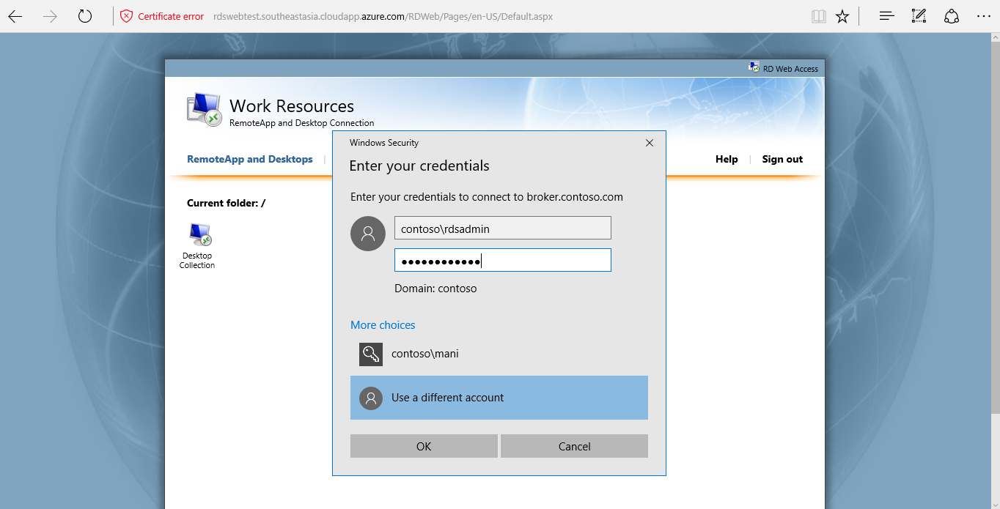 Certificate error rdswebtest.southeastasia.cloudapp.azure.com/RDWeb/Pages/en-US/Default.aspx
RD Web Access
Work Resources
RemoteApp and Desktop Connection
RemoteApp and Desktops
Help
Sign out
Current folder: /
Desktop
Collection
Windows Security
Enter your credentials
Enter your credentials to connect to broker.contoso.com
contoso\rdsadmin
●●●●●●●●●●●●
Domain: contoso
More choices
contoso\mani
Use a different account
OK
Cancel